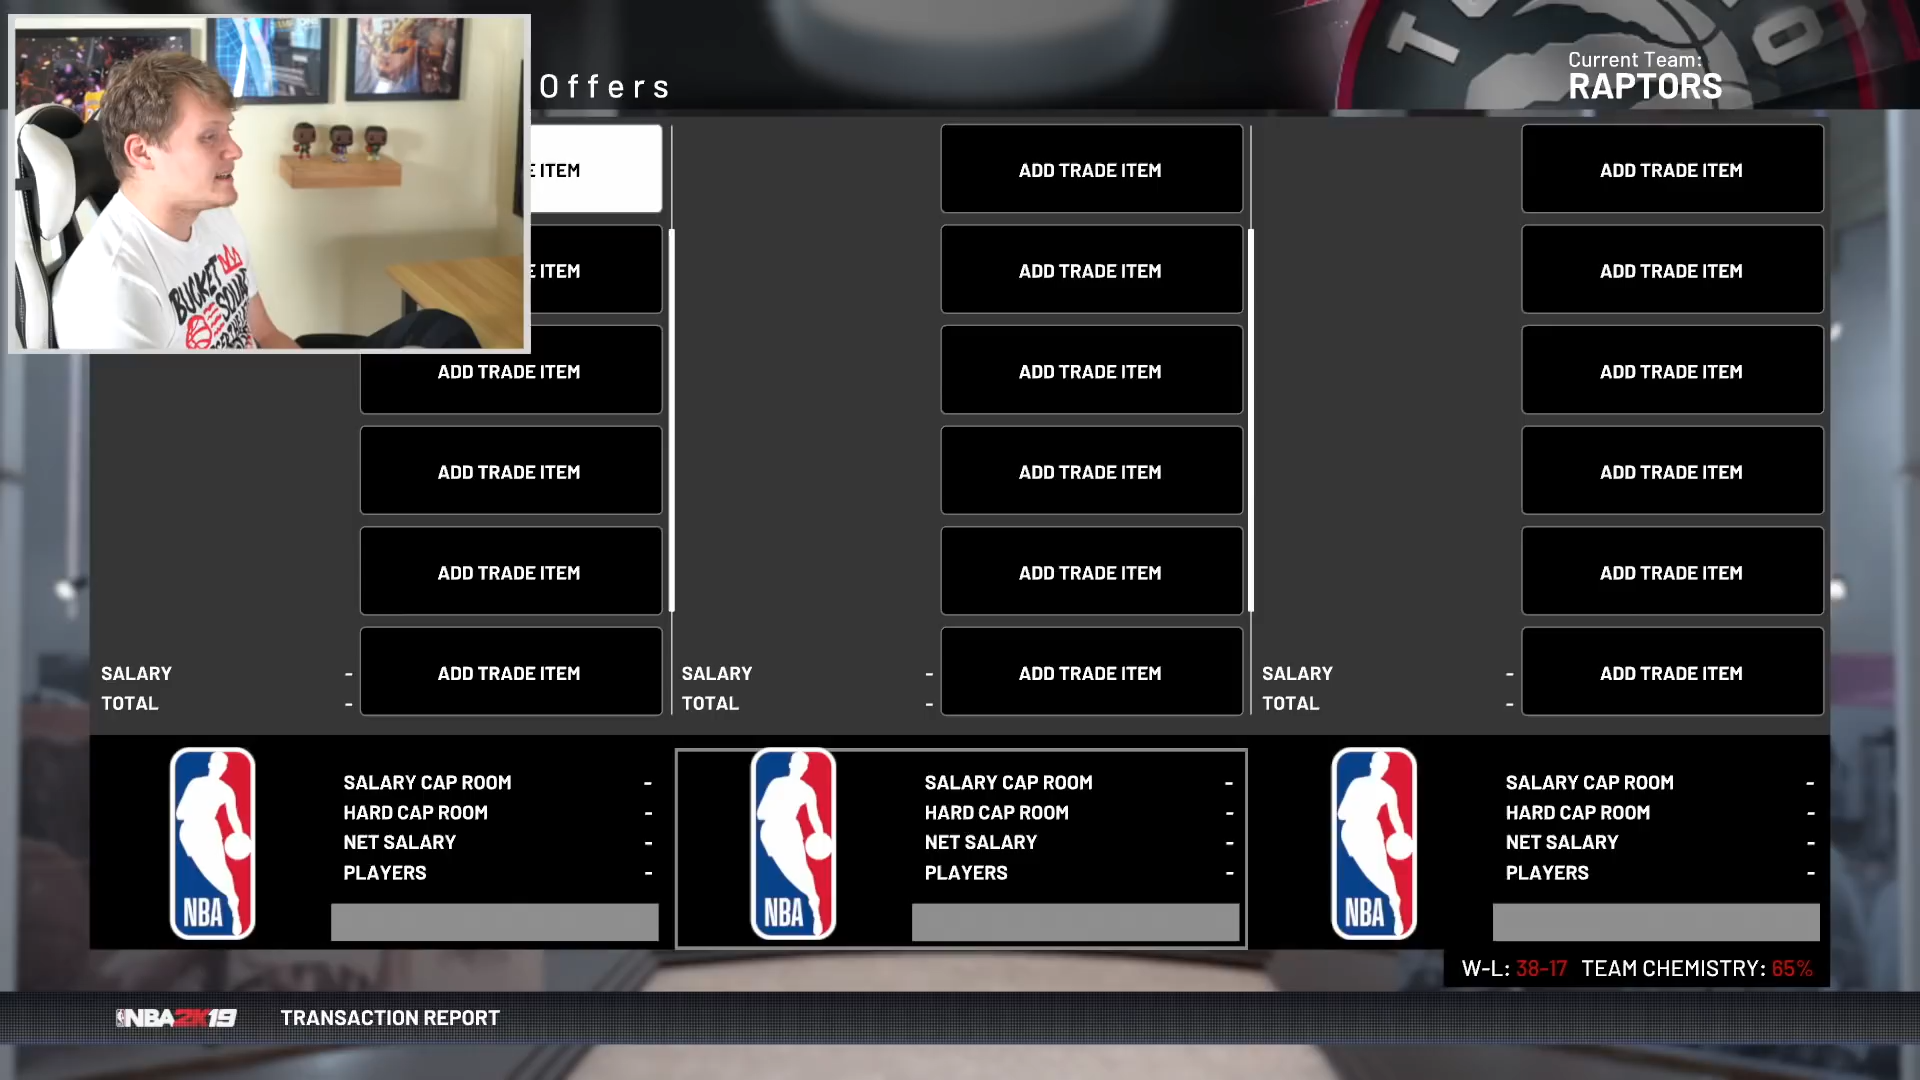 Offers
Current Team:
RAPTORS
BUCKET
ITEM
ADD TRADE ITEM
ADD TRADE ITEM
ITEM
ADD TRADE ITEM
ADD TRADE ITEM
ADD TRADE ITEM
ADD TRADE ITEM
ADD TRADE ITEM
ADD TRADE ITEM
ADD TRADE ITEM
ADD TRADE ITEM
ADD TRADE ITEM
ADD TRADE ITEM
ADD TRADE ITEM
SALARY -
TOTAL -
ADD TRADE ITEM
SALARY -
TOTAL -
ADD TRADE ITEM
SALARY -
TOTAL -
ADD TRADE ITEM
NBA
SALARY CAP ROOM -
HARD CAP ROOM -
NET SALARY -
PLAYERS -
NBA
SALARY CAP ROOM -
HARD CAP ROOM -
NET SALARY -
PLAYERS -
NBA
SALARY CAP ROOM -
HARD CAP ROOM -
NET SALARY -
PLAYERS -
W-L: 38-17 TEAM CHEMISTRY: 65%
NBA 2K19
TRANSACTION REPORT